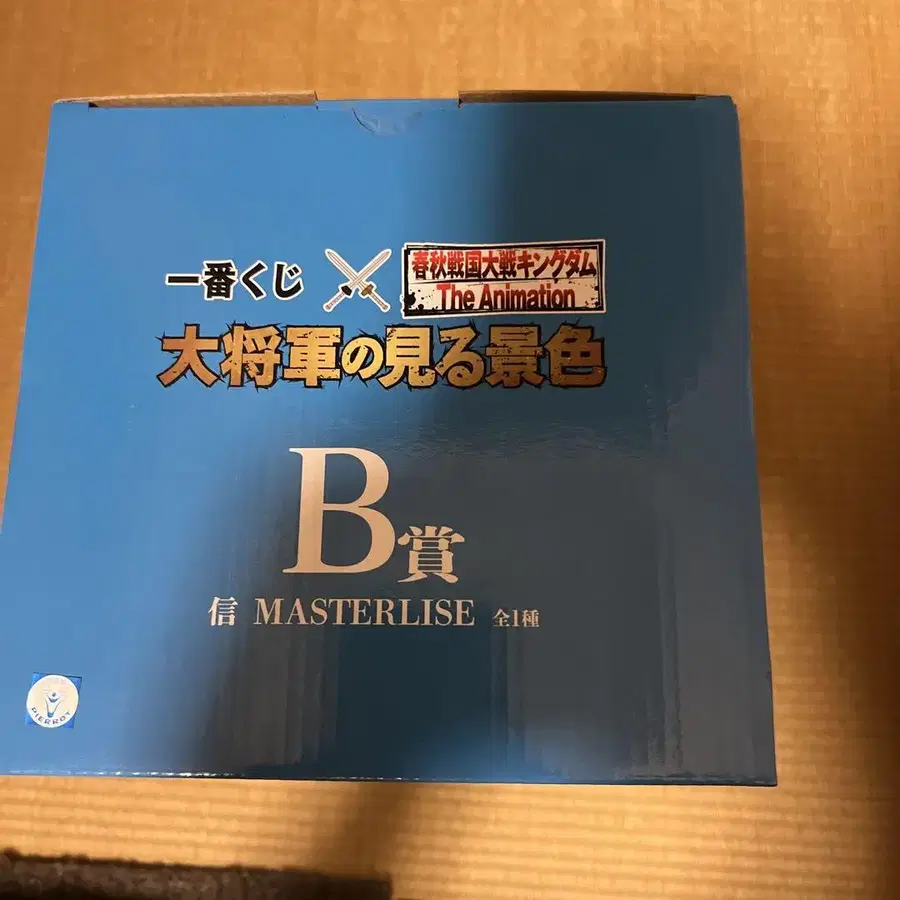 一番くじ
春秋戦国大戦キングダム
The Animation
大将軍の見る景色
B賞
信 MASTERLISE 全1種
PIERROT